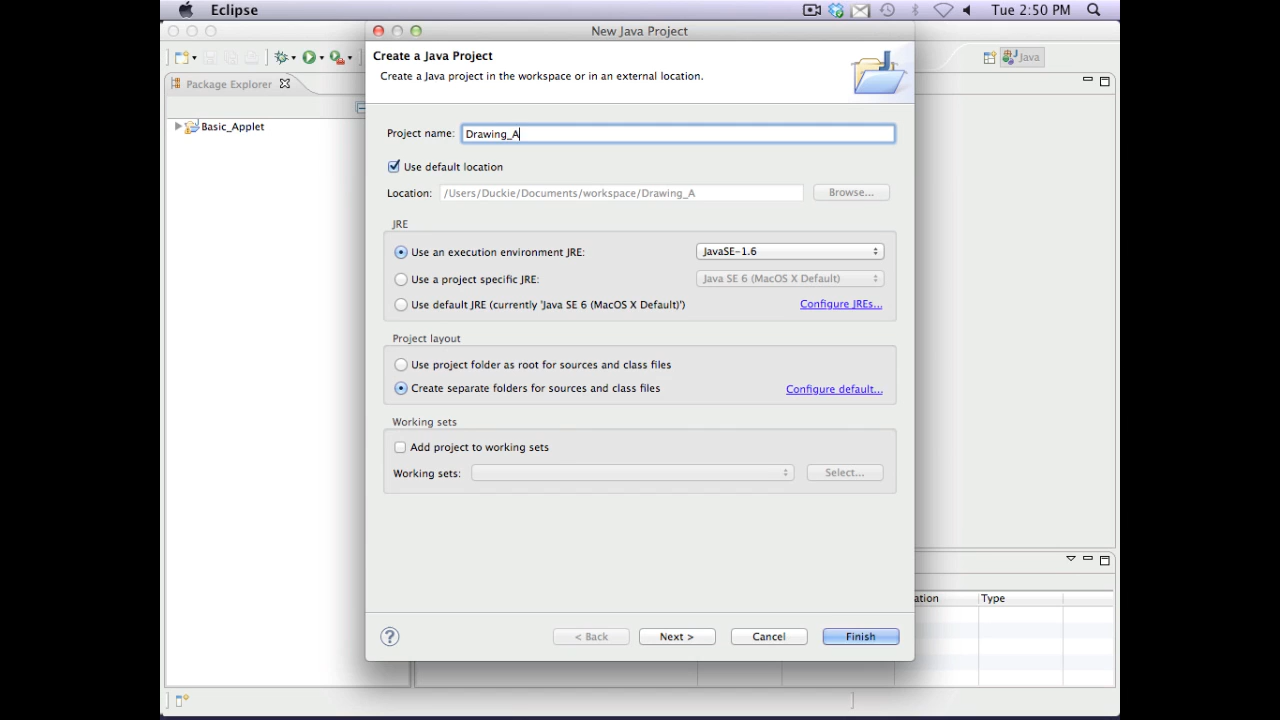 Eclipse
Tue 2:50 PM
New Java Project
Create a Java Project
Create a Java project in the workspace or in an external location.
Java
Package Explorer
Basic_Applet
Project name: Drawing_A
Use default location
Location: /Users/Duckie/Documents/workspace/Drawing_A Browse...
JRE
Use an execution environment JRE: JavaSE-1.6
Use a project specific JRE: Java SE 6 (MacOS X Default)
Use default JRE (currently 'Java SE 6 (MacOS X Default)') Configure JREs...
Project layout
Use project folder as root for sources and class files
Create separate folders for sources and class files Configure default...
Working sets
Add project to working sets
Working sets: Select...
ation Type
? < Back Next > Cancel Finish